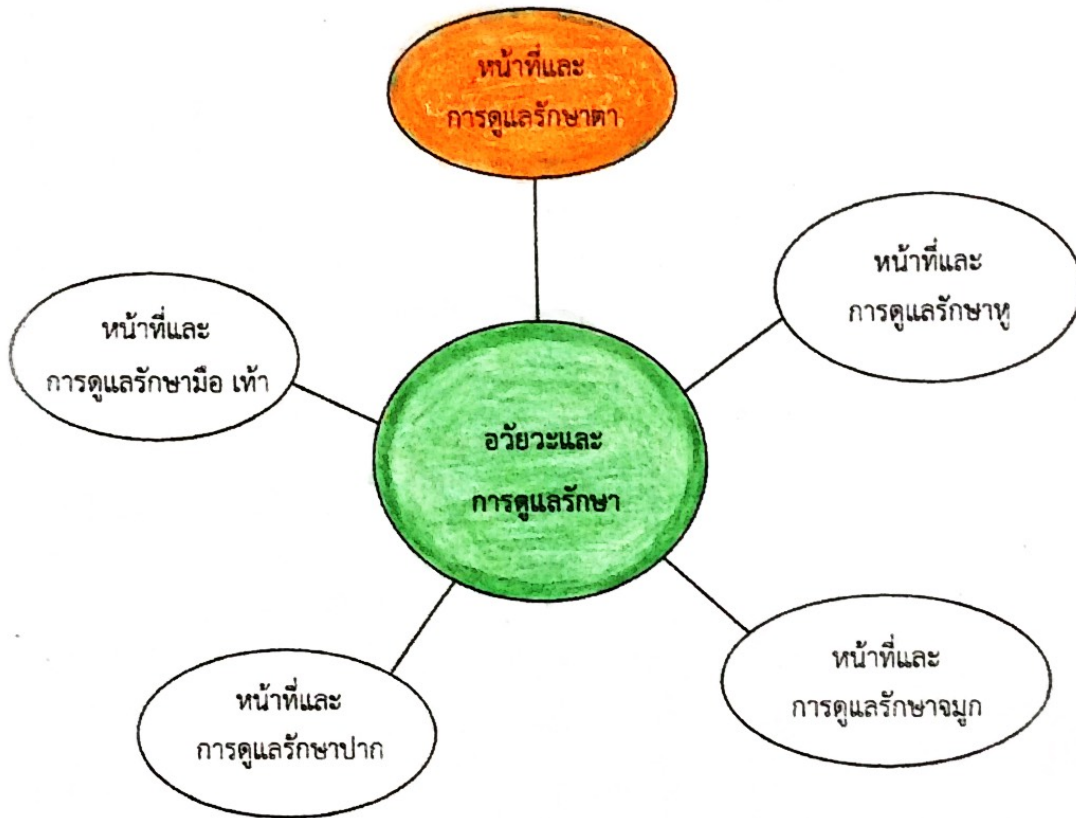 หน้าที่และ
การดูแลรักษาตา
หน้าที่และ
การดูแลรักษาหู
หน้าที่และ
การดูแลรักษามือ เท้า
อวัยวะและ
การดูแลรักษา
หน้าที่และ
การดูแลรักษาจมูก
หน้าที่และ
การดูแลรักษาปาก